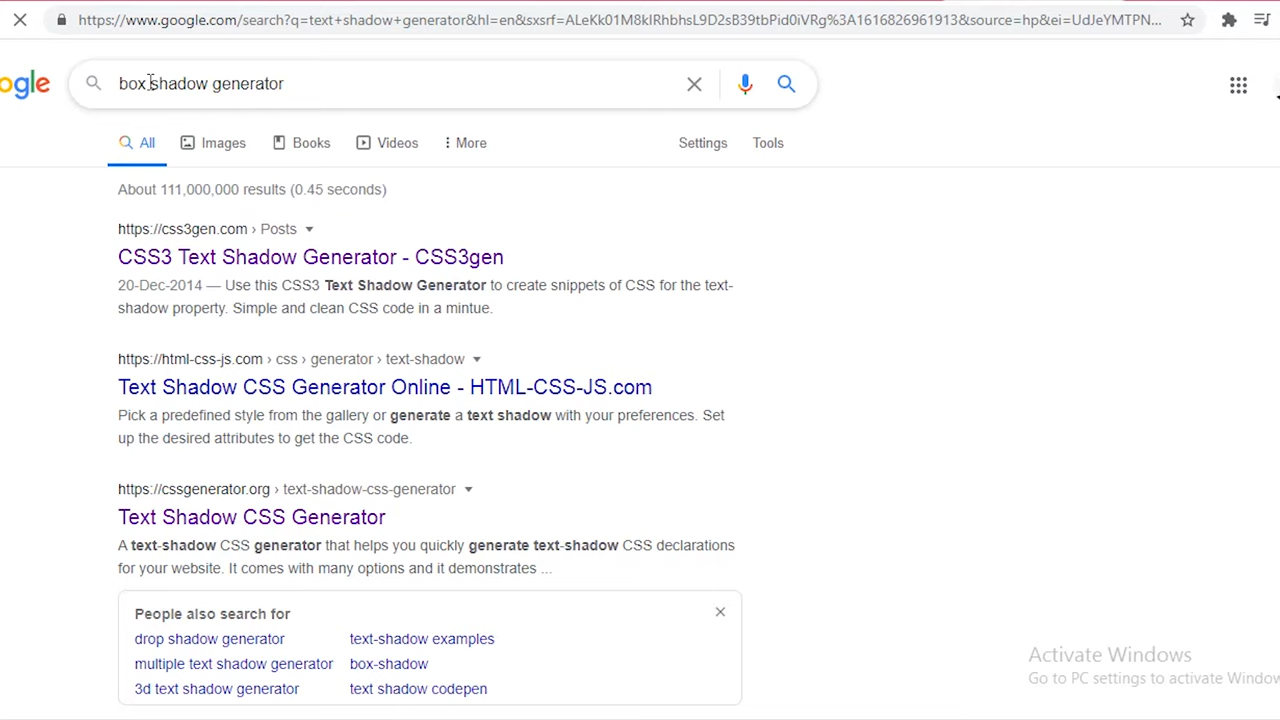 https://www.google.com/search?q=text+shadow+generator&hl=en&sxsrf=ALeKk01M8kIRhbhsL9D2sB39tbPid0iVRg%3A1616826961913&source=hp&ei=UdJeYMTPN...
ogle
box shadow generator
All
Images
Books
Videos
More
Settings
Tools
About 111,000,000 results (0.45 seconds)
https://css3gen.com › Posts
CSS3 Text Shadow Generator - CSS3gen
20-Dec-2014 — Use this CSS3 Text Shadow Generator to create snippets of CSS for the text-
shadow property. Simple and clean CSS code in a mintue.
https://html-css-js.com › css › generator › text-shadow
Text Shadow CSS Generator Online - HTML-CSS-JS.com
Pick a predefined style from the gallery or generate a text shadow with your preferences. Set
up the desired attributes to get the CSS code.
https://cssgenerator.org › text-shadow-css-generator
Text Shadow CSS Generator
A text-shadow CSS generator that helps you quickly generate text-shadow CSS declarations
for your website. It comes with many options and it demonstrates ...
People also search for
drop shadow generator
text-shadow examples
multiple text shadow generator
box-shadow
3d text shadow generator
text shadow codepen
Activate Windows
Go to PC settings to activate Window